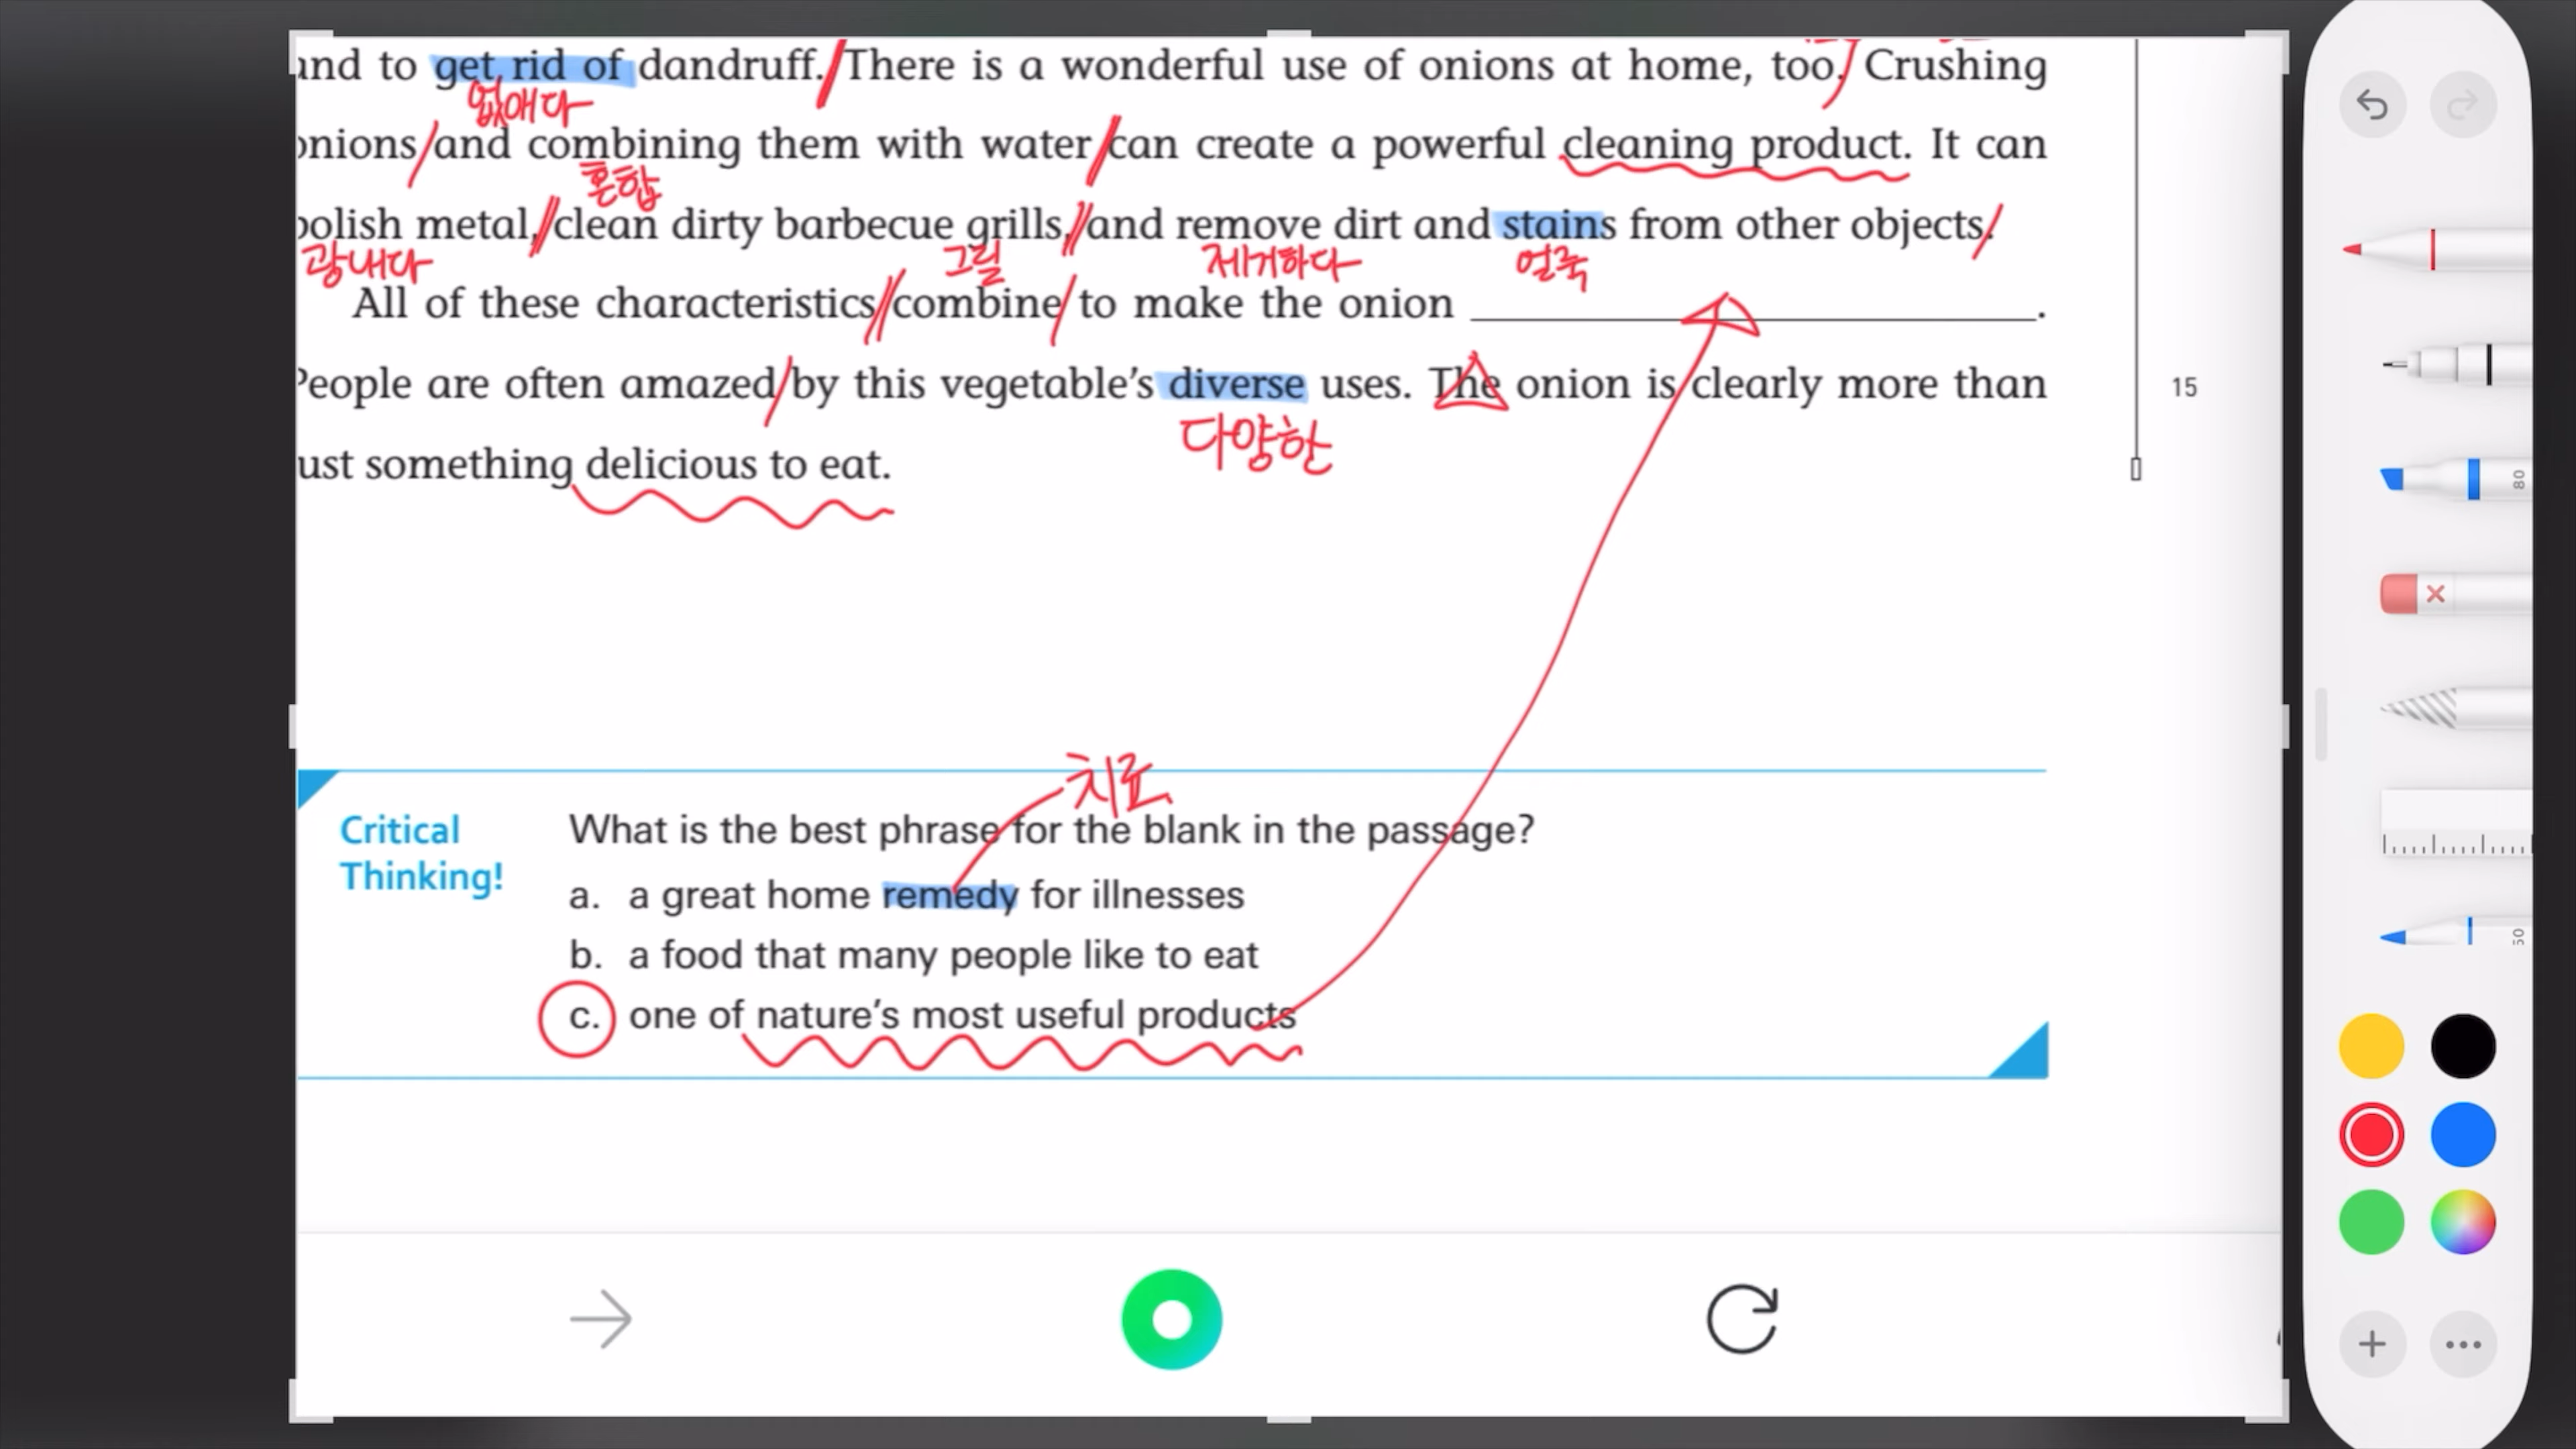 and to get rid of dandruff. There is a wonderful use of onions at home, too. Crushing
없애다
onions and combining them with water can create a powerful cleaning product. It can
혼합
polish metal, clean dirty barbecue grills, and remove dirt and stains from other objects.
광내다 그릴 제거하다 얼룩
All of these characteristics combine to make the onion ______.
People are often amazed by this vegetable's diverse uses. The onion is clearly more than
15
다양한
ust something delicious to eat.
치료
Critical Thinking!
What is the best phrase for the blank in the passage?
a. a great home remedy for illnesses
b. a food that many people like to eat
c. one of nature's most useful products
80
50